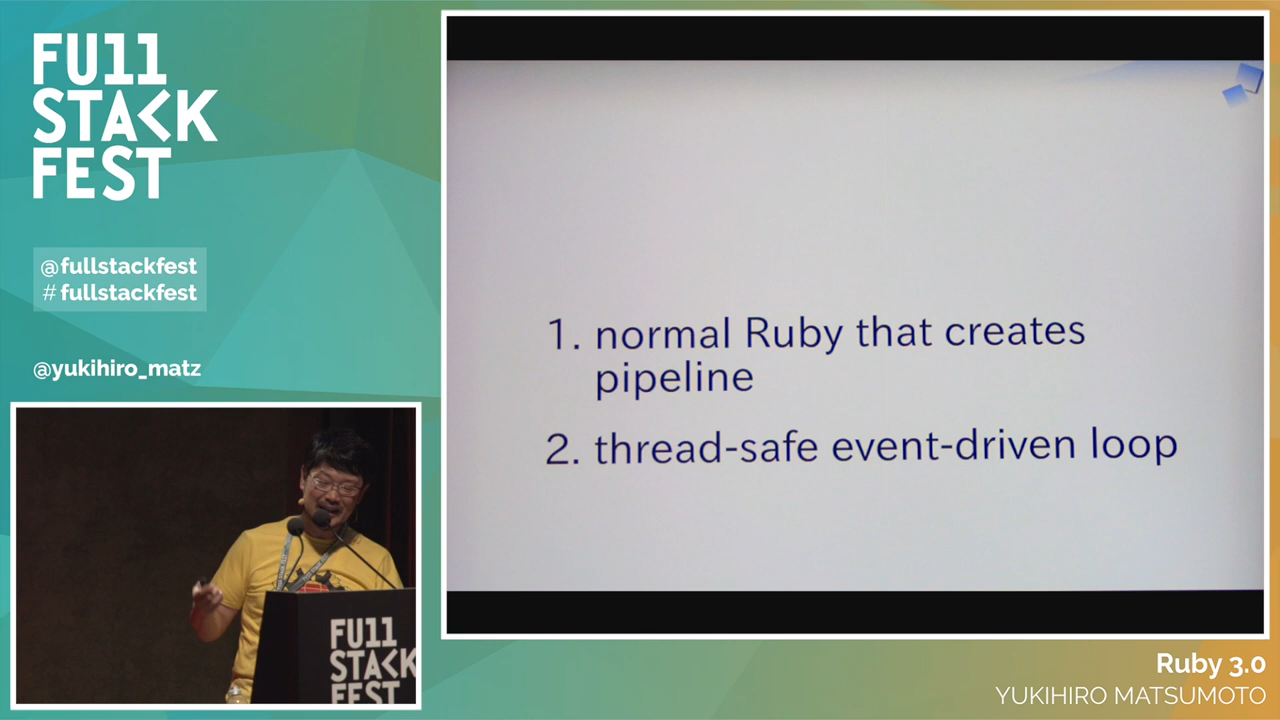 FU11
STACK
FEST
@fullstackfest
# fullstackfest
@yukihiro_matz
1. normal Ruby that creates
pipeline
2. thread-safe event-driven loop
FU11
STACK
FEST
Ruby 3.0
YUKIHIRO MATSUMOTO